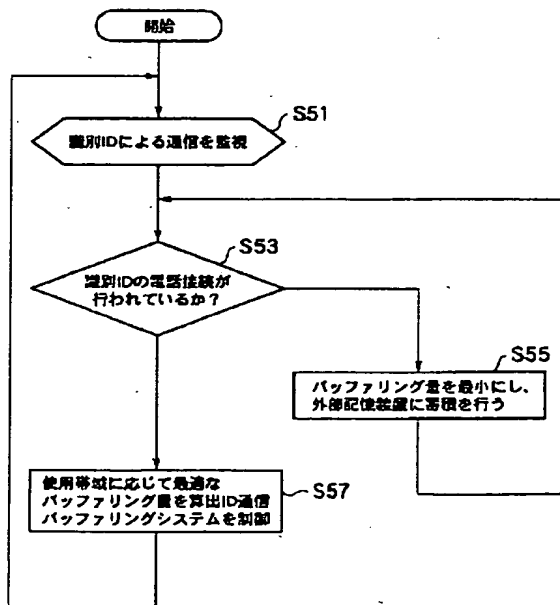 開始
S51
識別IDによる通信を監視
S53
識別IDの電話接続が
行われているか？
S55
バッファリング量を最小にし、
外部記憶装置に蓄積を行う
使用帯域に応じて最適な
バッファリング量を算出ID通信
バッファリングシステムを制御
S57